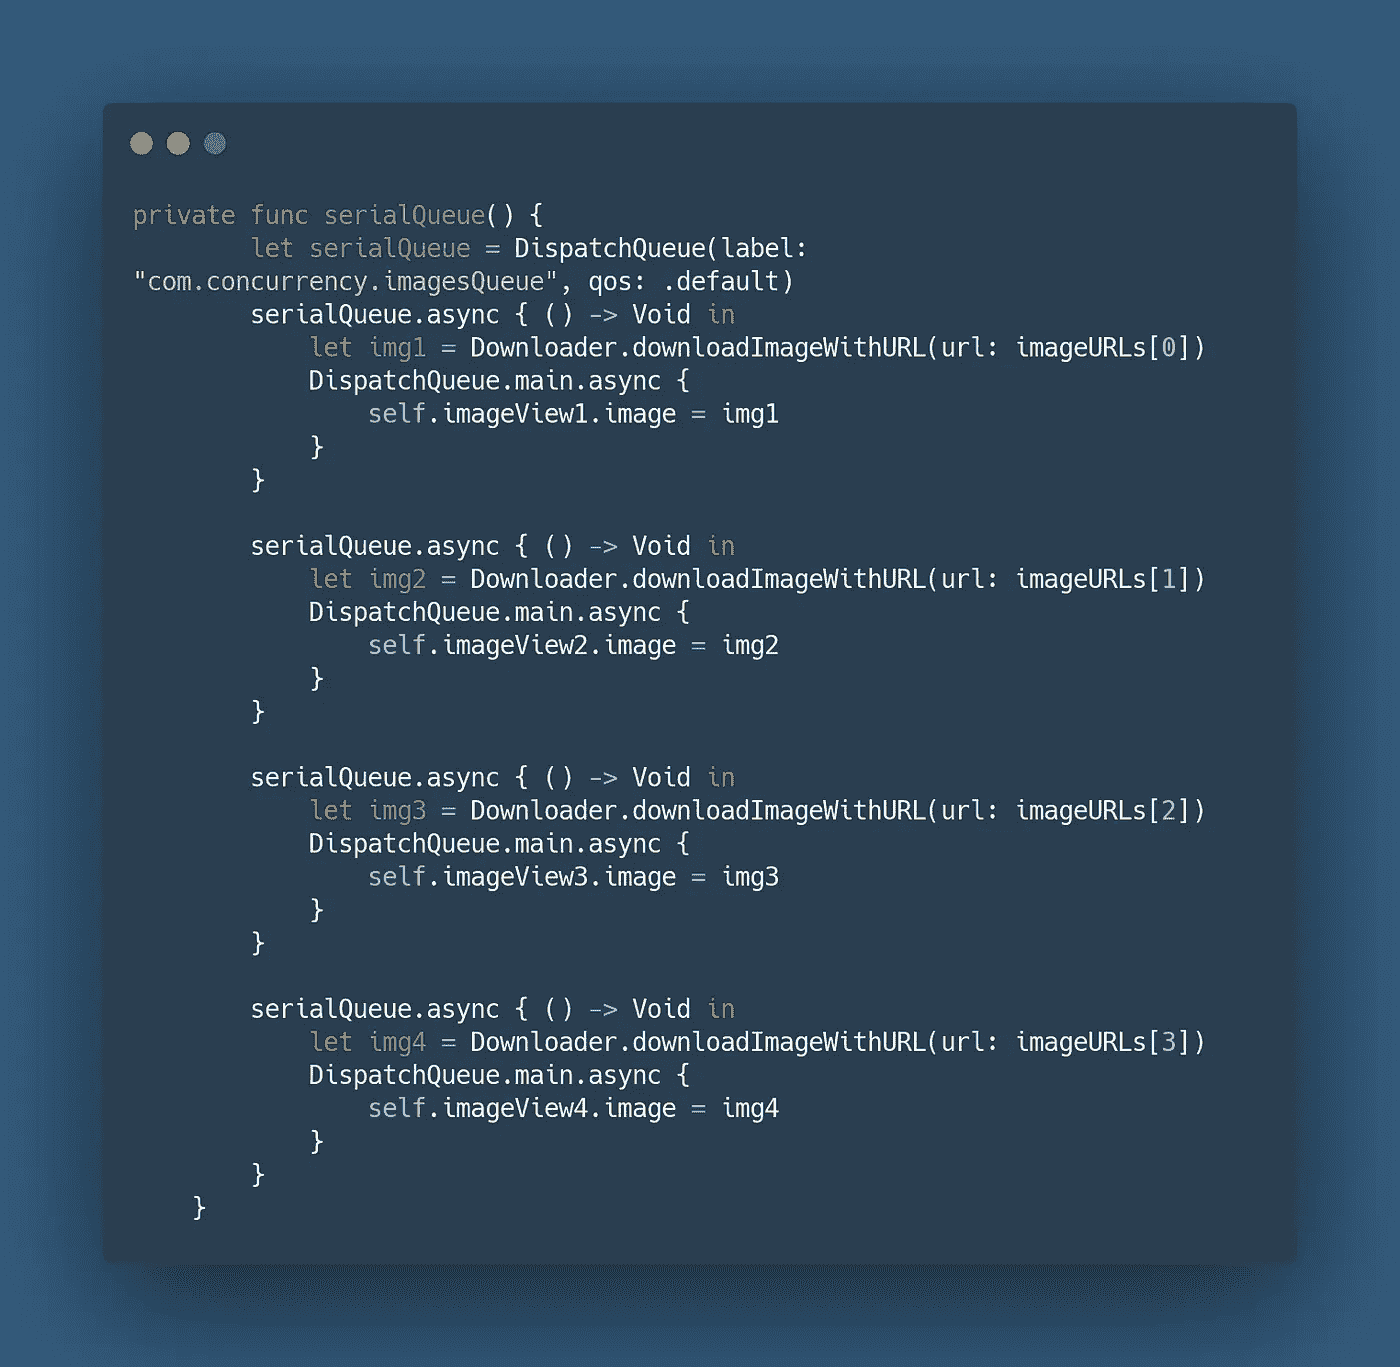 private func serialQueue() {
        let serialQueue = DispatchQueue(label:
"com.concurrency.imagesQueue", qos: .default)
        serialQueue.async { () -> Void in
            let img1 = Downloader.downloadImageWithURL(url: imageURLs[0])
            DispatchQueue.main.async {
                self.imageView1.image = img1
            }
        }

        serialQueue.async { () -> Void in
            let img2 = Downloader.downloadImageWithURL(url: imageURLs[1])
            DispatchQueue.main.async {
                self.imageView2.image = img2
            }
        }

        serialQueue.async { () -> Void in
            let img3 = Downloader.downloadImageWithURL(url: imageURLs[2])
            DispatchQueue.main.async {
                self.imageView3.image = img3
            }
        }

        serialQueue.async { () -> Void in
            let img4 = Downloader.downloadImageWithURL(url: imageURLs[3])
            DispatchQueue.main.async {
                self.imageView4.image = img4
            }
        }
    }